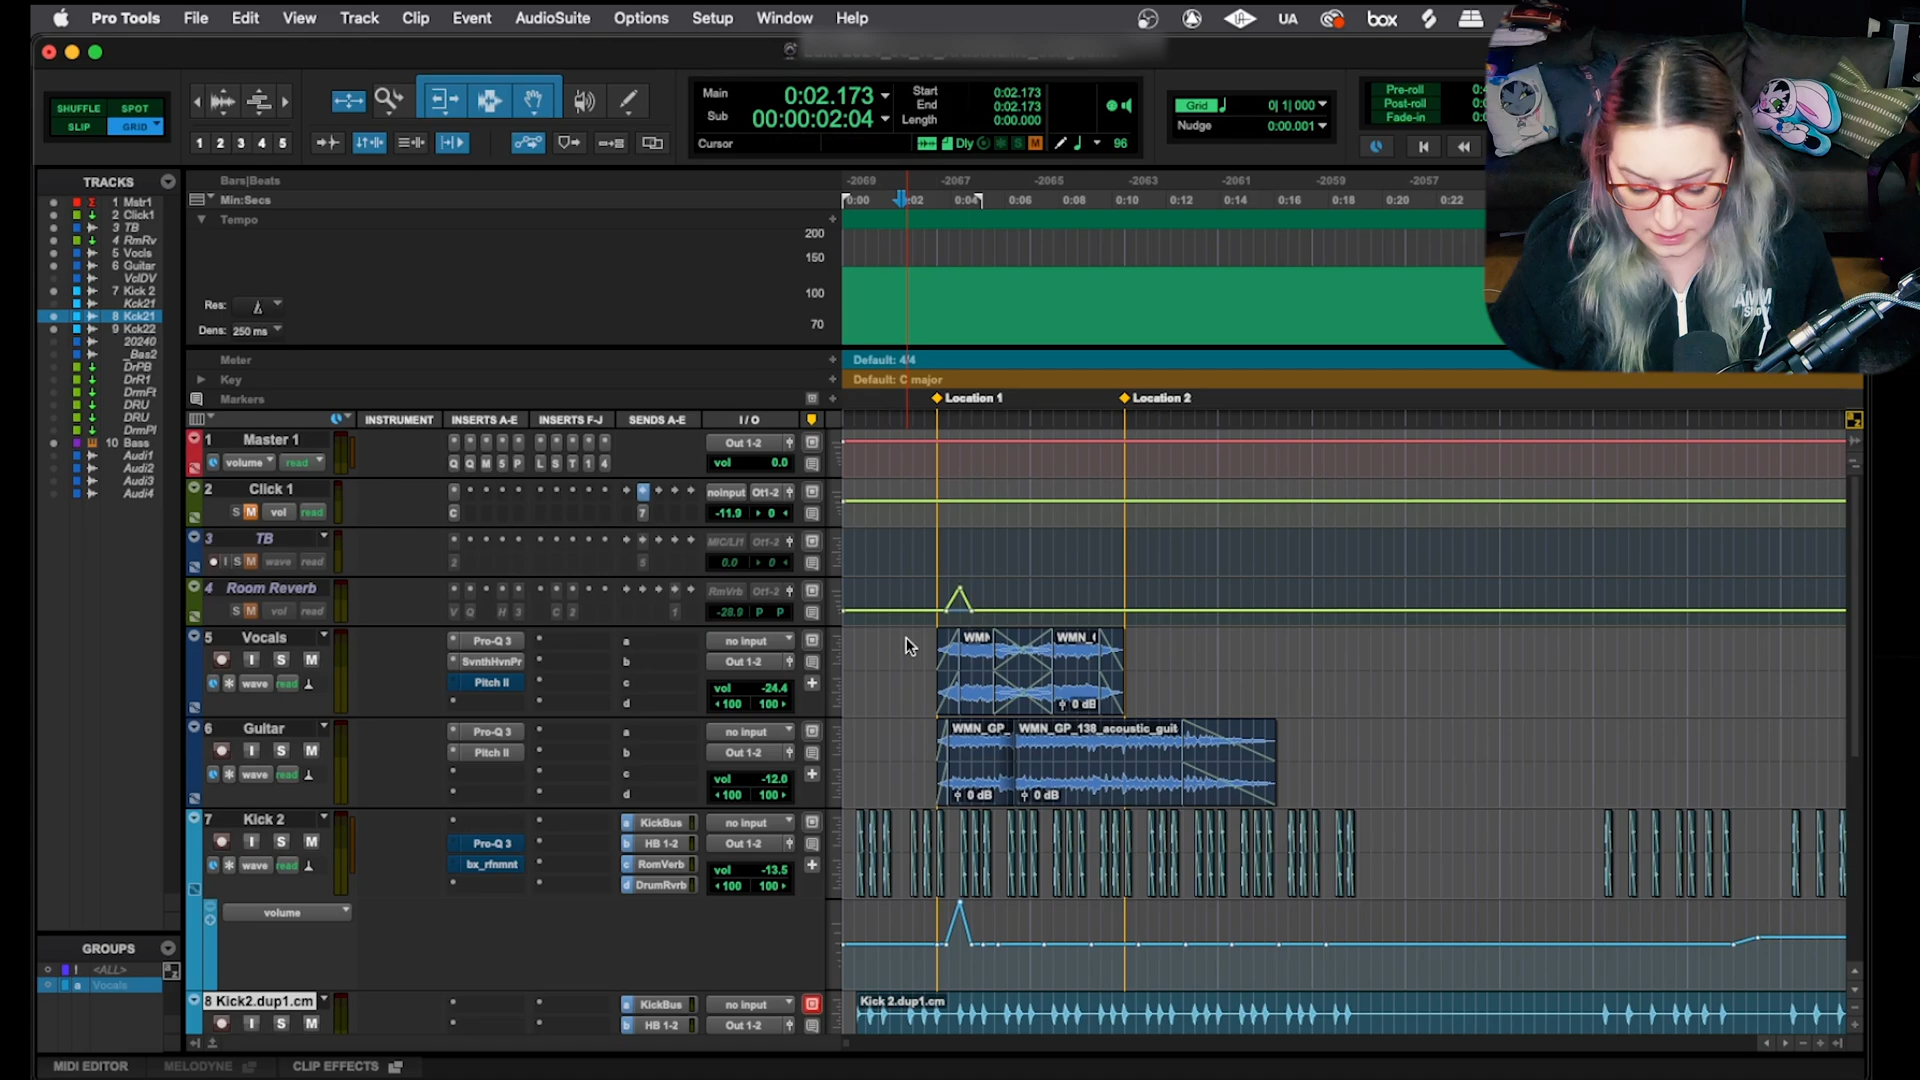 Pro Tools File Edit View Track Clip Event AudioSuite Options Setup Window Help UA box
SHUFFLE SPOT
SLIP GRID
1 2 3 4 5
Main 0:02.173
Sub 00:00:02:04
Start 0:02.173
End 0:02.173
Length 0:00.000
Cursor Dly S M 96
Grid 0| 1| 000
Nudge 0:00.001
Pre-roll
Post-roll
Fade-in
TRACKS
1 Mstr1
2 Click1
3 TB
4 RmRv
5 Vocls
6 Guitar
VclDV
7 Kick 2
Kck21
8 Kck21
9 Kck22
20240
_Bas2
DrPB
DrR1
DrmFt
DRU
DRU
DrmPl
10 Bass
Audi1
Audi2
Audi3
Audi4
GROUPS
! <ALL>
a Vocals
Bars|Beats -2069 -2067 -2065 -2063 -2061 -2059 -2057
Min:Secs 0:00 0:02 0:04 0:06 0:08 0:10 0:12 0:14 0:16 0:18 0:20 0:22
Tempo
200
150
100
70
Res:
Dens: 250 ms
Meter Default: 4/4
Key Default: C major
Markers Location 1 Location 2
INSTRUMENT INSERTS A-E INSERTS F-J SENDS A-E I / O
1 Master 1 Out 1-2
volume read Q Q M 5 P L S T 1 4 vol 0.0
2 Click 1 noinput Ot1-2
S M vol read C 7 -11.9 0
3 TB MIC/LI1 Ot1-2
I S M wave read 2 5 0.0 0
4 Room Reverb RmVrb Ot1-2
S M vol read V Q H 3 C 2 1 -28.9 P P
5 Vocals Pro-Q 3 a no input
I S M SvnthHvnPr b Out 1-2
wave read Pitch II c vol -24.4
d 100 100
WMN WMN_
0 dB
6 Guitar Pro-Q 3 a no input
I S M Pitch II b Out 1-2
wave read c vol -12.0
d 100 100
WMN_GP_ WMN_GP_138_acoustic_guit
0 dB 0 dB
7 Kick 2 a KickBus no input
I S M Pro-Q 3 b HB 1-2 Out 1-2
wave read bx_rfnmnt c RomVerb vol -13.5
d DrumRvrb 100 100
volume
8 Kick2.dup1.cm a KickBus no input
I S M b HB 1-2 Out 1-2
Kick 2.dup1.cm
MIDI EDITOR MELODYNE CLIP EFFECTS